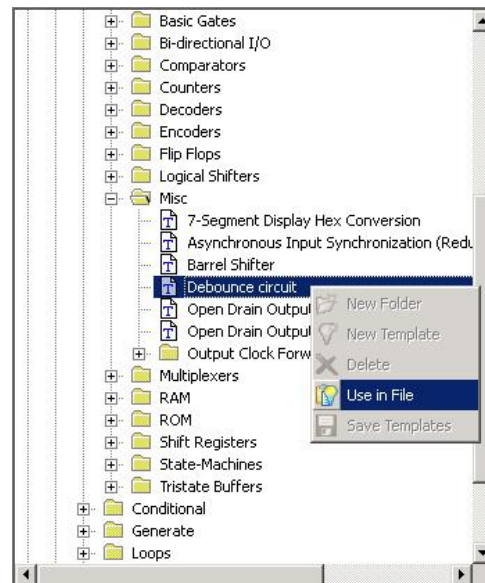 Basic Gates
Bi-directional I/O
Comparators
Counters
Decoders
Encoders
Flip Flops
Logical Shifters
Misc
7-Segment Display Hex Conversion
Asynchronous Input Synchronization (Redu
Barrel Shifter
Debounce circuit
New Folder
Open Drain Output
New Template
Open Drain Output
Output Clock Forw
Delete
Multiplexers
RAM
Use in File
ROM
Save Templates
Shift Registers
State-Machines
Tristate Buffers
Conditional
Generate
Loops